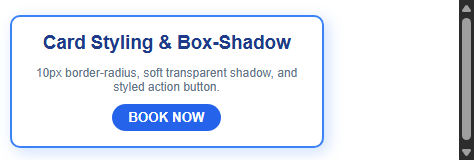 Card Styling & Box-Shadow
10px border-radius, soft transparent shadow, and
styled action button.
BOOK NOW